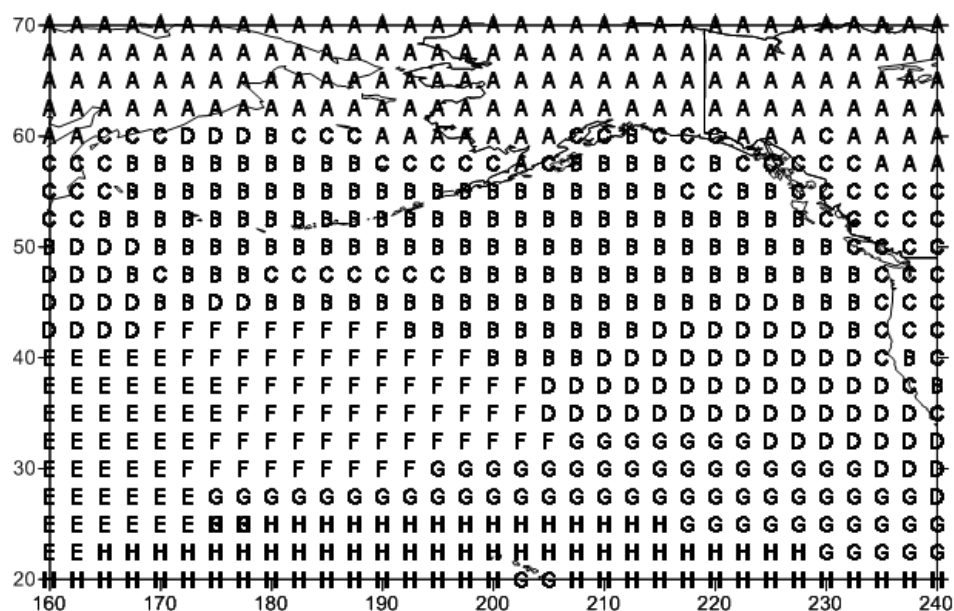 70 A A A A A A A A A A A A A A A A A A A A A A A A A A A A A A A A A
A A A A A A A A A A A A A A A A A A A A A A A A A A A A A A A A A
A A A A A A A A A A A A A A A A A A A A A A A A A A A A A A A A A
A A A A A A A A A A A A A A A A A A A A A A A A A A A A A A A A A
60 A A C C C D D D B C C C A A A A A A A C C B C C C A A A C A A A A
C C C B B B B B B B B B C C C C C A C B B B B C B C C C C C A A A
C C C B B B B B B B B B B B B B B B B B B B B C C B B C C C C C C
C C B B B B B B B B B B B B B B B B B B B B B B B B B B C C C C C
50 B D D D B B B B B B B B B B B B B B B B B B B B B B B B B C C C C
D D D B C B B B C C C C C C C B B B B B B B B B B B B B B B C C C
D D D D B B D D B B B B B B B B B B B B B B B B B D D B B B C C C
D D D D F F F F F F F F F B B B B B B B B B D D D D D D D B C C C
40 E E E E E F F F F F F F F F F F B B B B D D D D D D D D D D C B C
E E E E E E F F F F F F F F F F F F D D D D D D D D D D D D D C B
E E E E E E F F F F F F F F F F F F D D D D D D D D D D D D D D C
E E E E E E F F F F F F F F F F F F F G G G G G G G D D D D D D D
30 E E E E E F F F F F F F F F G G G G G G G G G G G G G G G G D D D
E E E E E E G G G G G G G G G G G G G G G G G G G G G G G G G G D
E E E E E E H H H H H H H H H H H H H H H G G G G G G G G G G
E E H H H H H H H H H H H H H H H H H H H H H H H H H H G G G G G
20 H H H H H H H H H H H H H H H H H G G H H H H H H H H H H H H H H
160 170 180 190 200 210 220 230 240